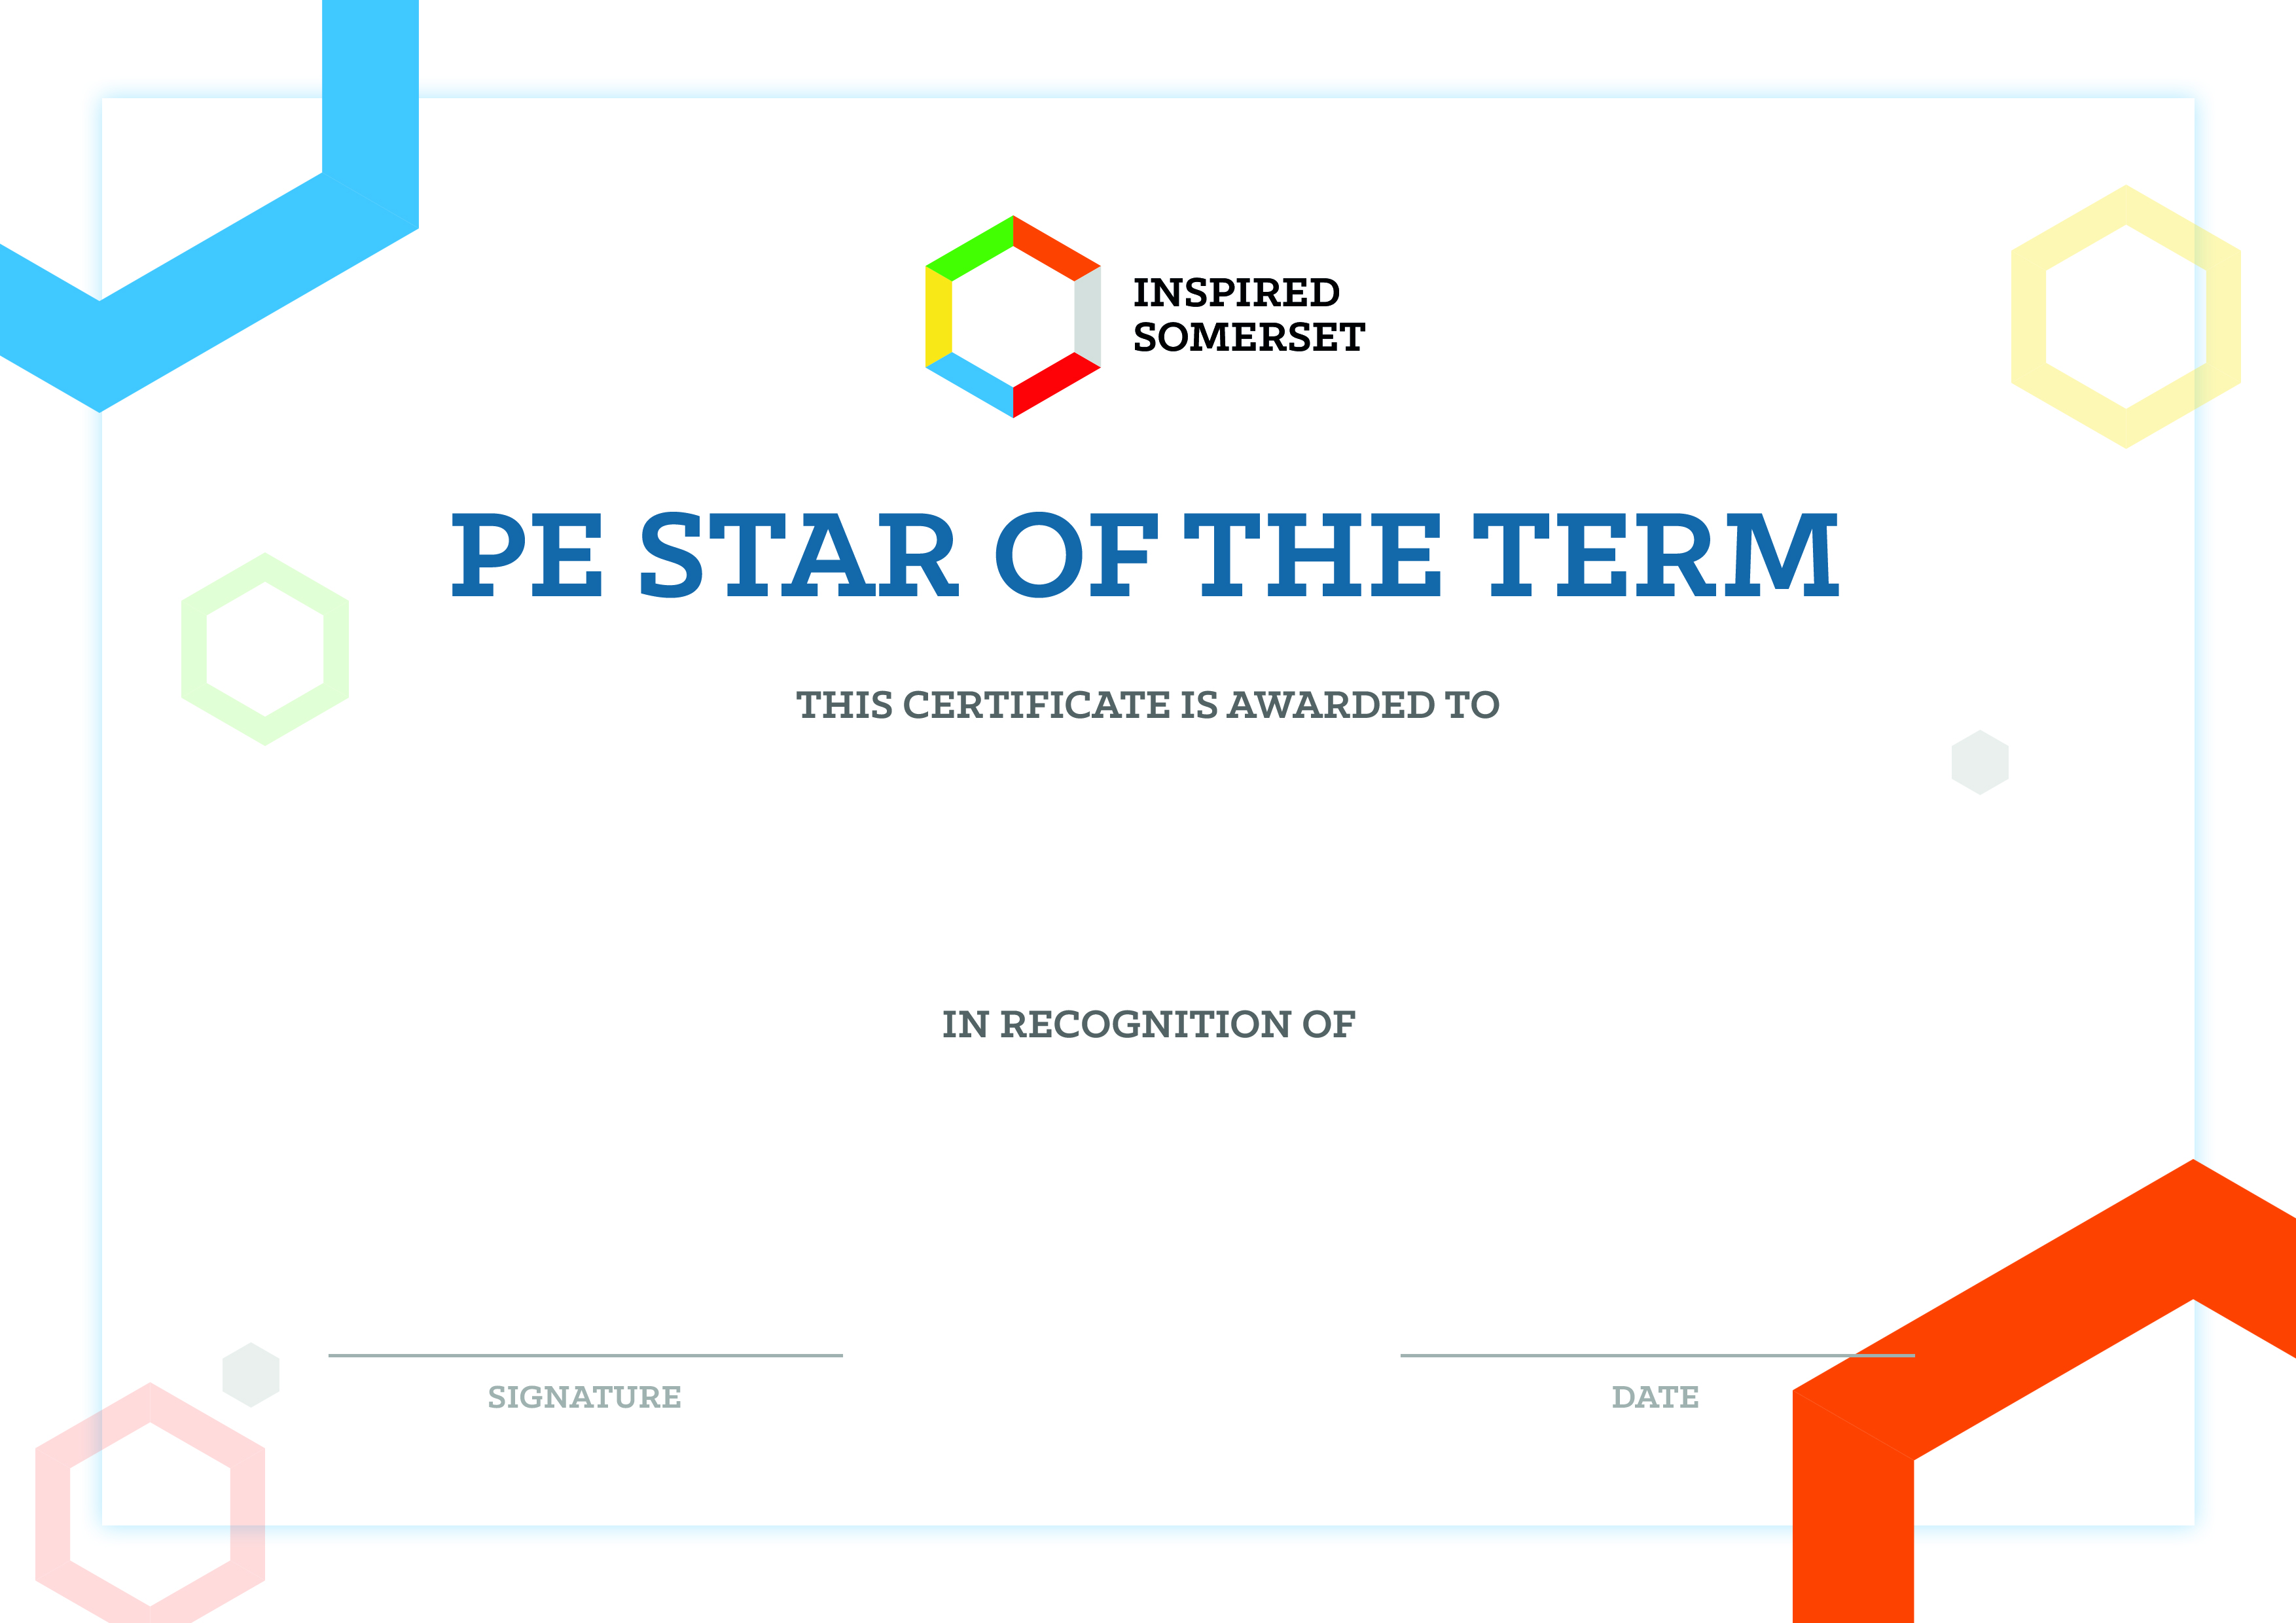 INSPIRED
SOMERSET
PE STAR OF THE TERM
THIS CERTIFICATE IS AWARDED TO
IN RECOGNITION OF
SIGNATURE
DATE